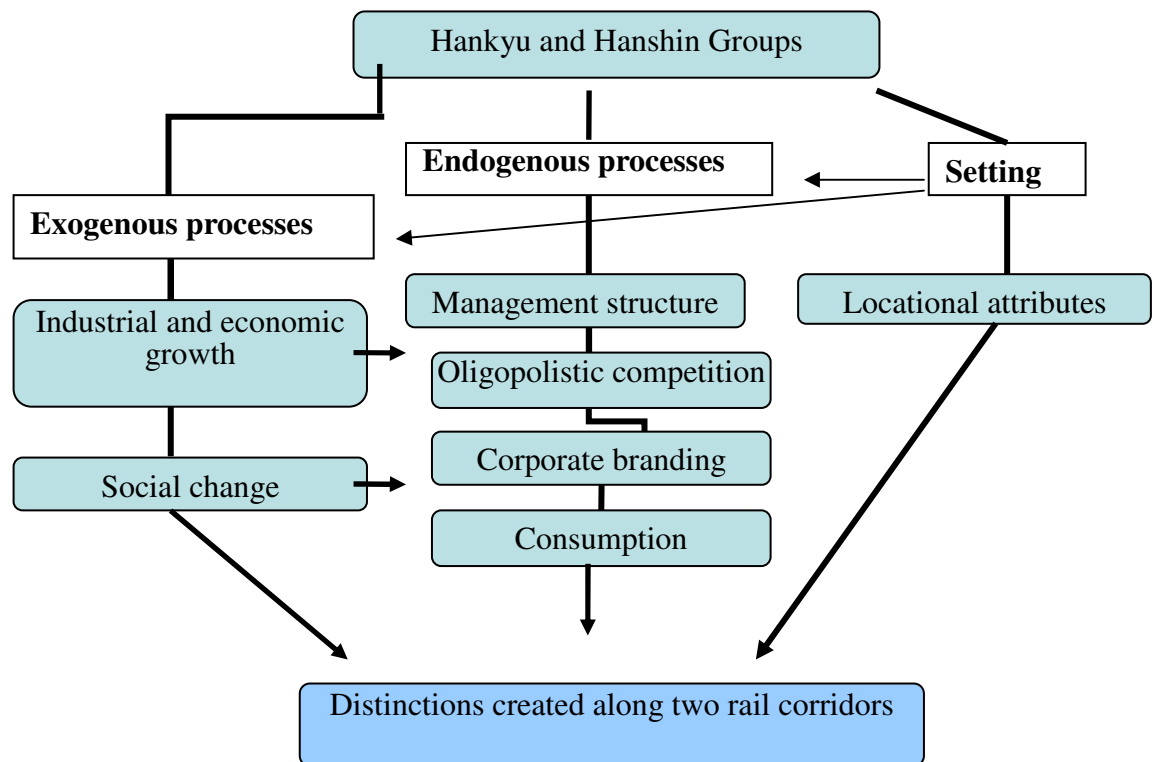 Hankyu and Hanshin Groups
Endogenous processes
Setting
Exogenous processes
Management structure
Locational attributes
Industrial and economic
growth
Oligopolistic competition
Corporate branding
Social change
Consumption
Distinctions created along two rail corridors